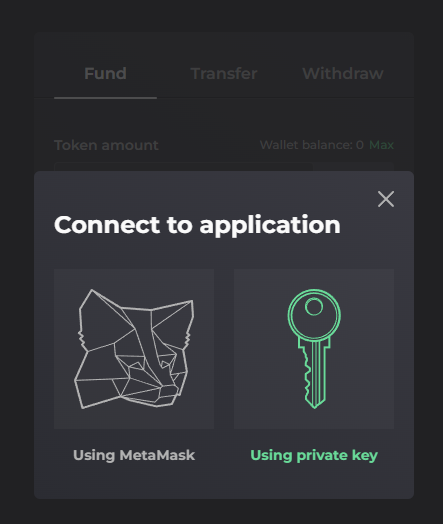 Fund Transfer Withdraw
Token amount Wallet balance: 0 Max
Connect to application
Using MetaMask Using private key